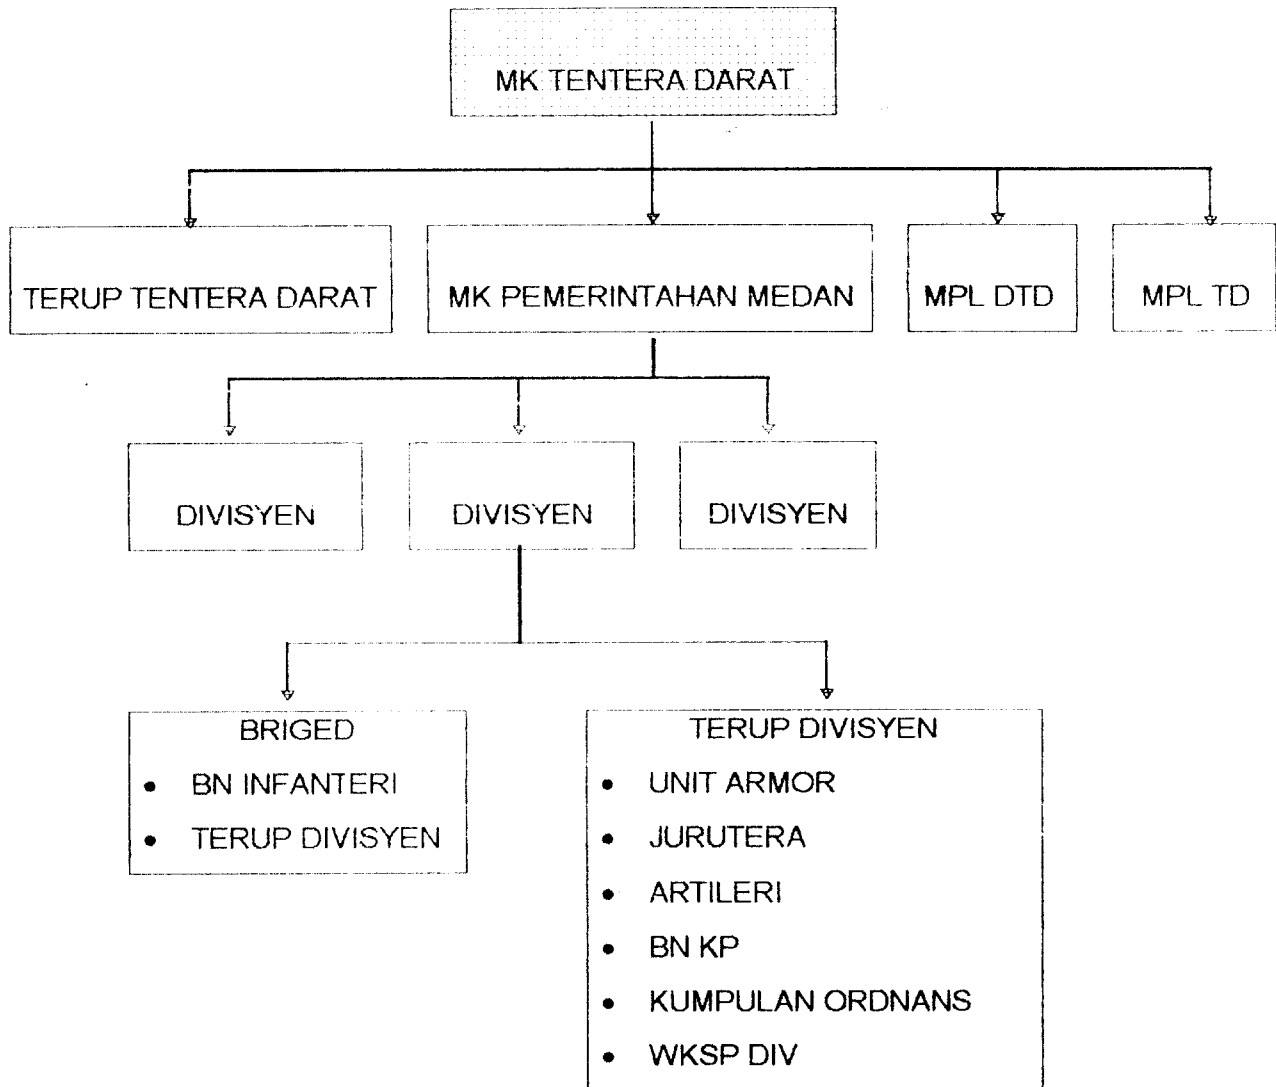 MK TENTERA DARAT
TERUP TENTERA DARAT
MK PEMERINTAHAN MEDAN
MPL DTD
MPL TD
DIVISYEN
DIVISYEN
DIVISYEN
BRIGED
• BN INFANTERI
• TERUP DIVISYEN
TERUP DIVISYEN
• UNIT ARMOR
• JURUTERA
• ARTILERI
• BN KP
• KUMPULAN ORDNANS
• WKSP DIV